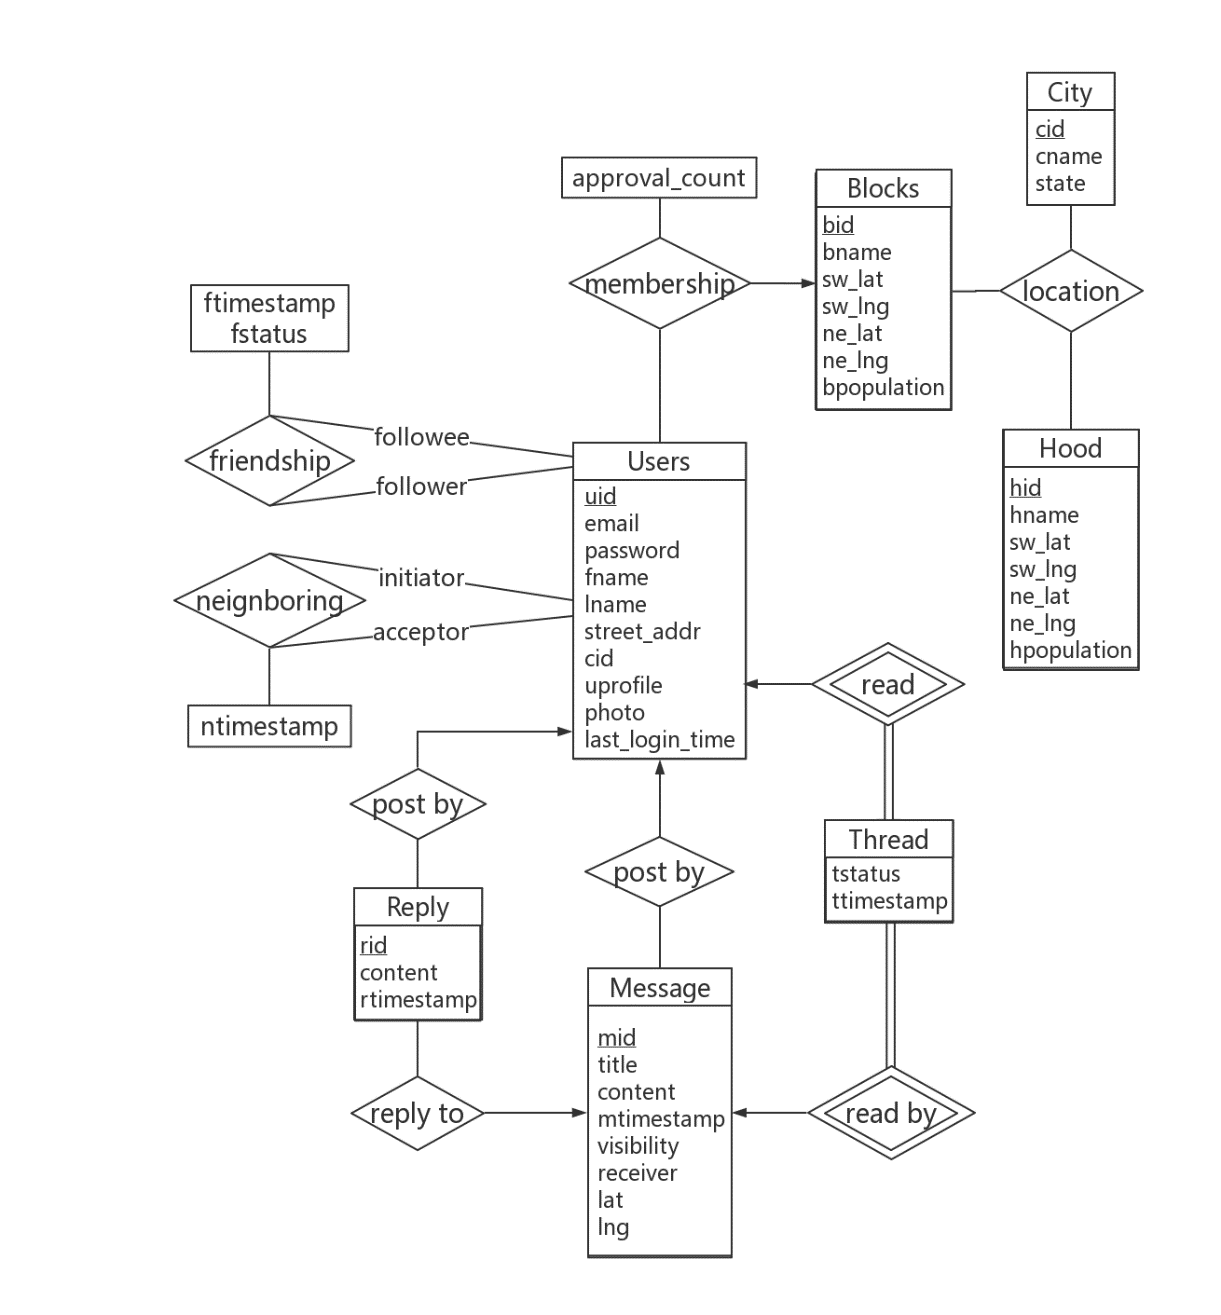 City
cid
cname
state
approval_count
Blocks
bid
bname
sw_lat
sw_lng
ne_lat
ne_lng
bpopulation
membership
location
ftimestamp
fstatus
friendship
followee
follower
Users
uid
email
password
fname
lname
street_addr
cid
uprofile
photo
last_login_time
Hood
hid
hname
sw_lat
sw_lng
ne_lat
ne_lng
hpopulation
neignboring
initiator
acceptor
ntimestamp
read
post by
post by
Thread
tstatus
ttimestamp
Reply
rid
content
rtimestamp
Message
mid
title
content
mtimestamp
visibility
receiver
lat
lng
reply to
read by